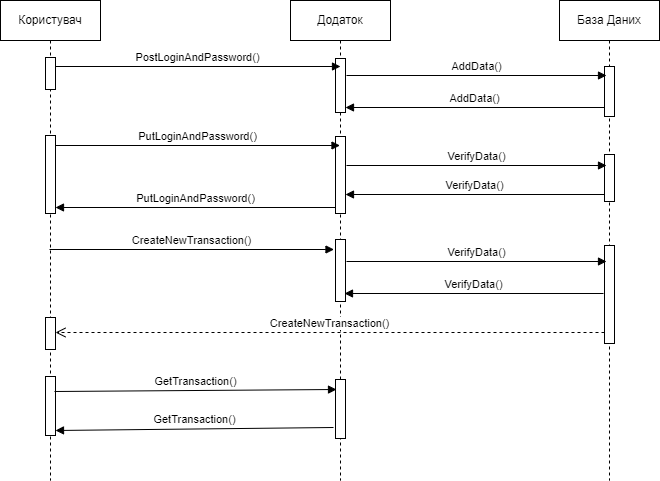 Користувач
Додаток
База Даних
PostLoginAndPassword()
AddData()
AddData()
PutLoginAndPassword()
VerifyData()
VerifyData()
PutLoginAndPassword()
CreateNewTransaction()
VerifyData()
VerifyData()
CreateNewTransaction()
GetTransaction()
GetTransaction()